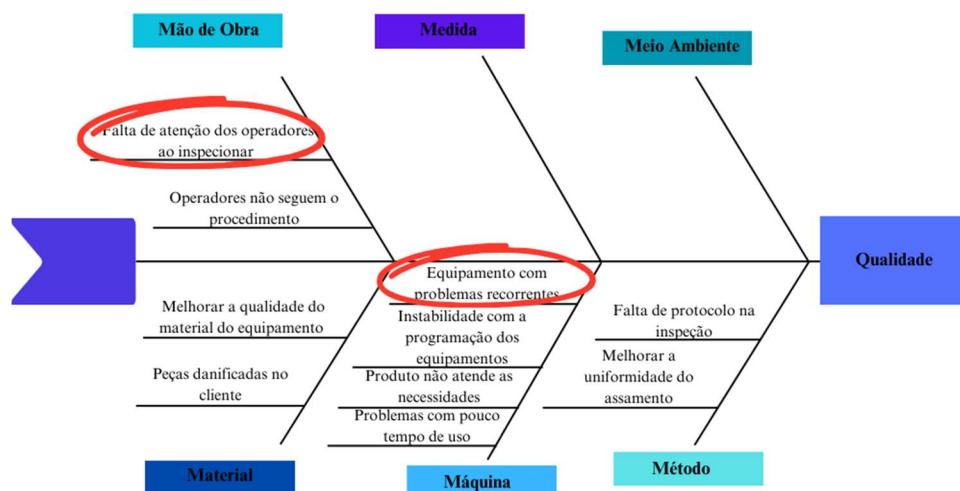 Mão de Obra
Medida
Meio Ambiente
Falta de atenção dos operadores
ao inspecionar
Operadores não seguem o
procedimento
Qualidade
Equipamento com
problemas recorrentes
Melhorar a qualidade do
material do equipamento
Instabilidade com a
programação dos
equipamentos
Falta de protocolo na
inspeção
Peças danificadas no
cliente
Produto não atende as
necessidades
Melhorar a
uniformidade do
assamento
Problemas com pouco
tempo de uso
Material
Máquina
Método